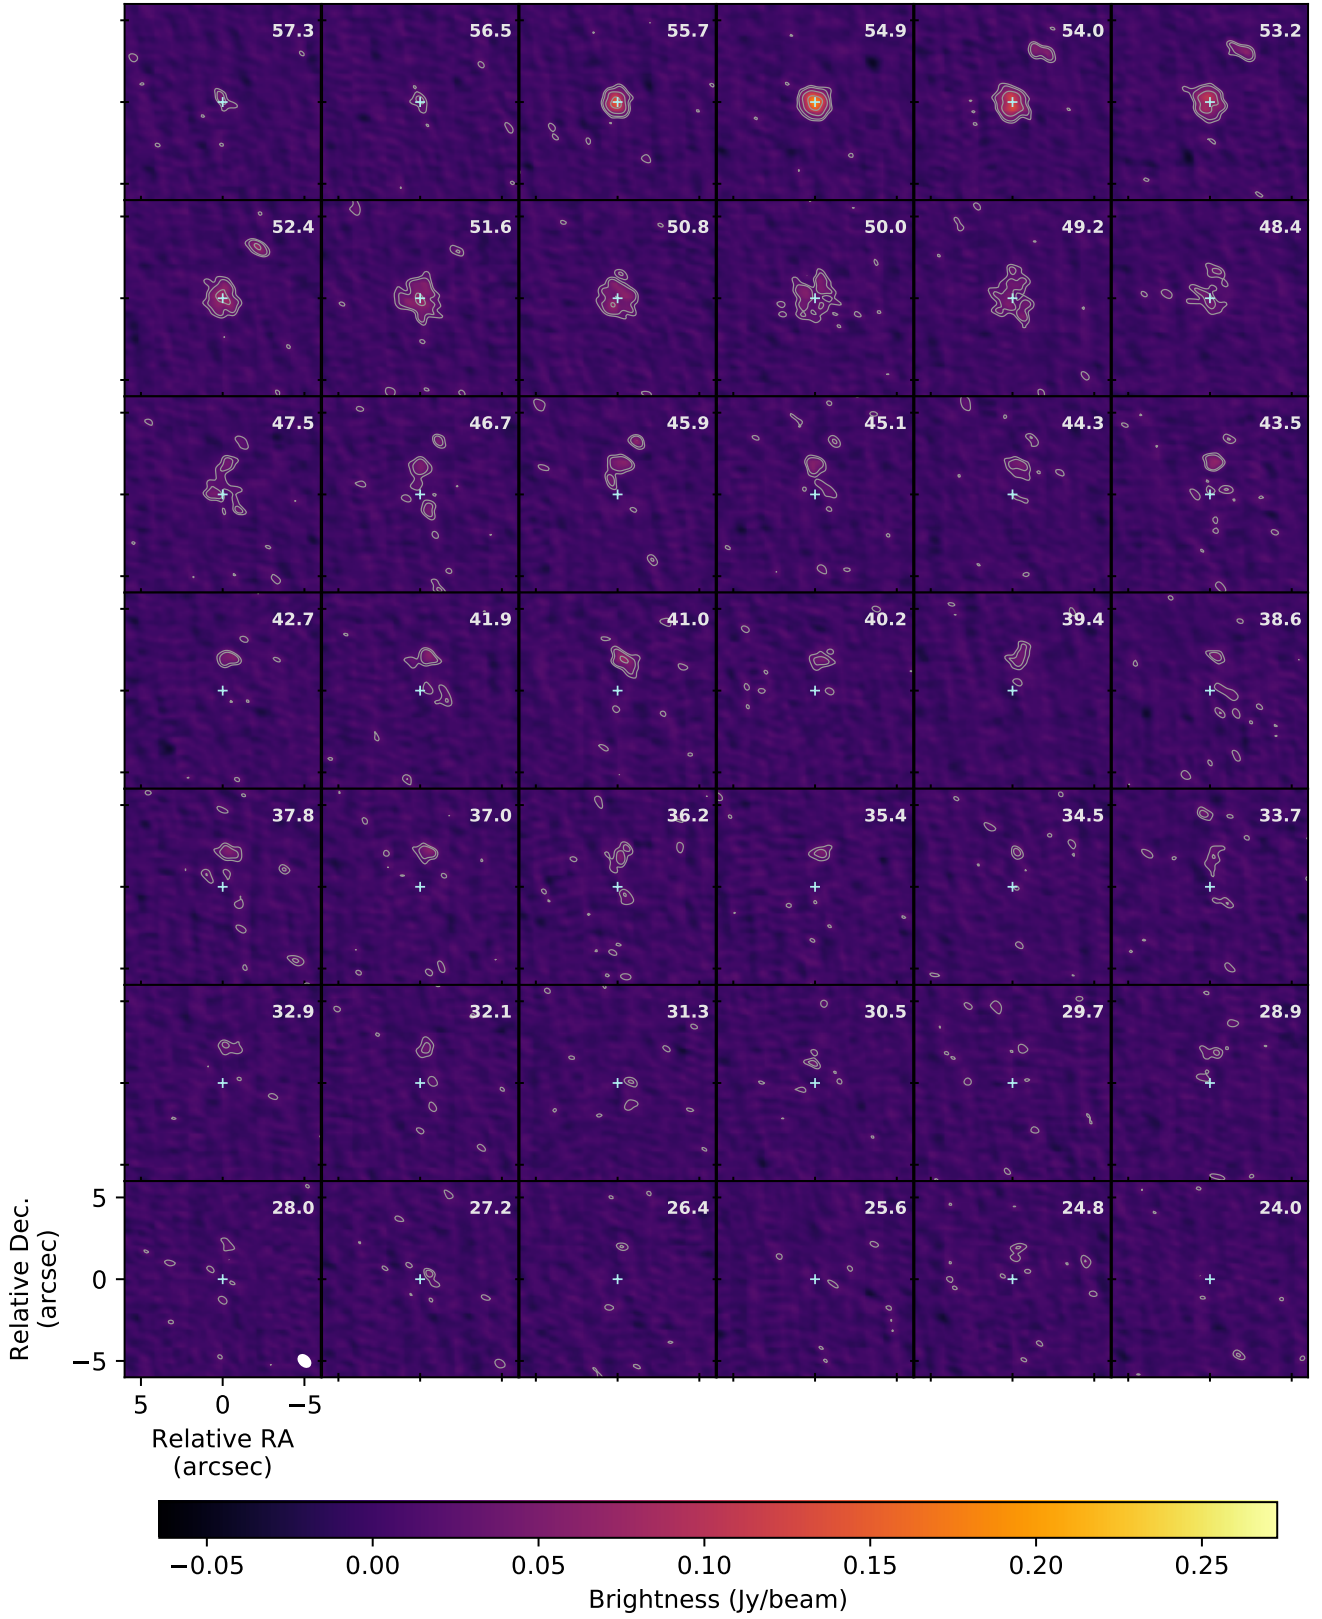 57.3 56.5 55.7 54.9 54.0 53.2
52.4 51.6 50.8 50.0 49.2 48.4
47.5 46.7 45.9 45.1 44.3 43.5
42.7 41.9 41.0 40.2 39.4 38.6
37.8 37.0 36.2 35.4 34.5 33.7
32.9 32.1 31.3 30.5 29.7 28.9
28.0 27.2 26.4 25.6 24.8 24.0
5
0
−5
Relative Dec.
(arcsec)
5 0 −5
Relative RA
(arcsec)
−0.05 0.00 0.05 0.10 0.15 0.20 0.25
Brightness (Jy/beam)